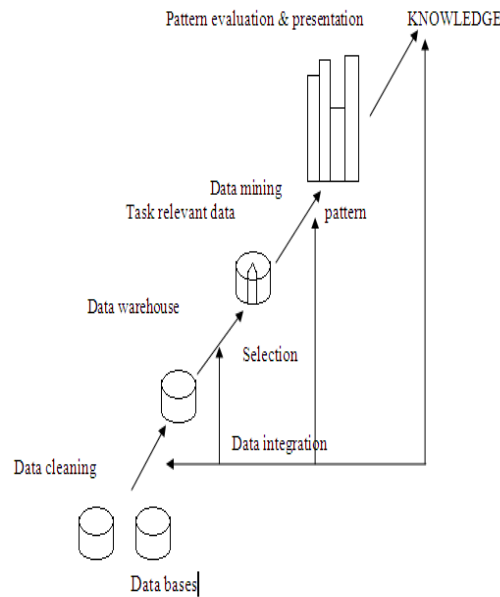 Pattern evaluation & presentation
KNOWLEDGE
Data mining
Task relevant data
pattern
Data warehouse
Selection
Data integration
Data cleaning
Data bases